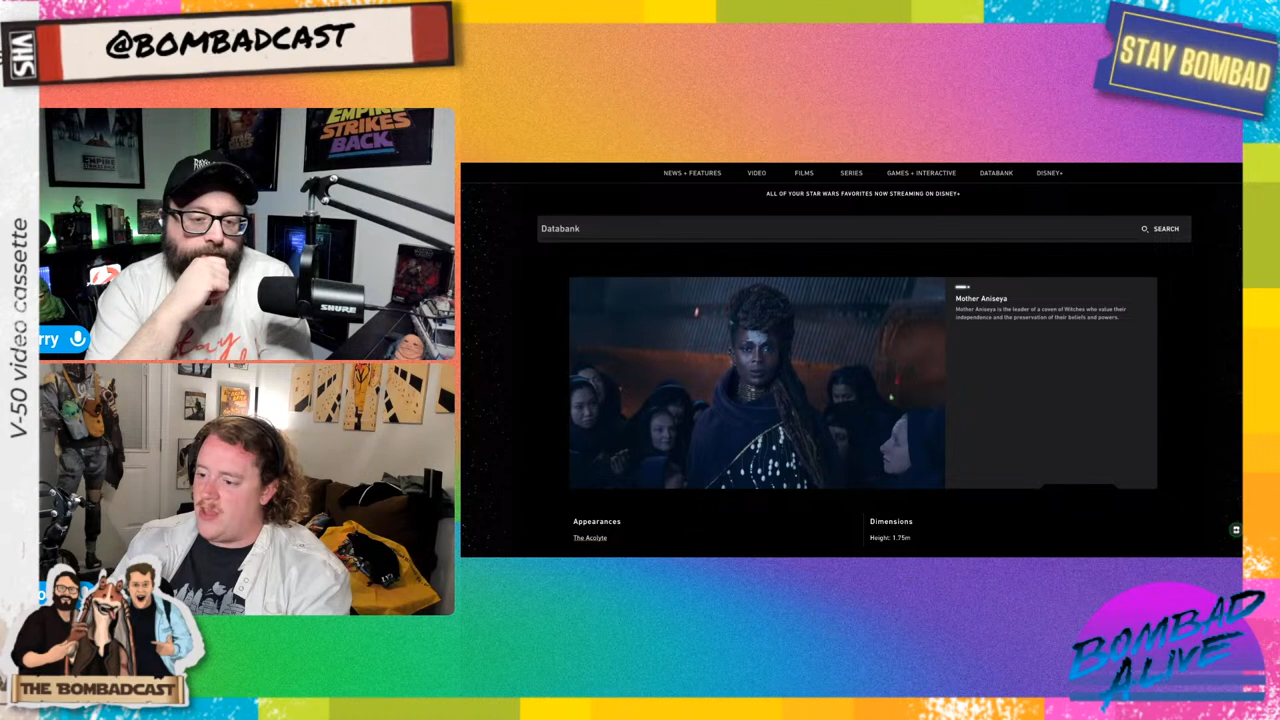 VHS
@BOMBADCAST
STAY BOMBAD
V-50 video cassette
EMPIRE
EMPIRE
STRIKES
BACK
SHURE
rry
NEWS + FEATURES VIDEO FILMS SERIES GAMES + INTERACTIVE DATABANK DISNEY+
ALL OF YOUR STAR WARS FAVORITES NOW STREAMING ON DISNEY+
Databank
SEARCH
Mother Aniseya
Mother Aniseya is the leader of a coven of Witches who value their
independence and the preservation of their beliefs and powers.
Appearances
The Acolyte
Dimensions
Height: 1.75m
THE BOMBADCAST
BOMBAD
ALIVE